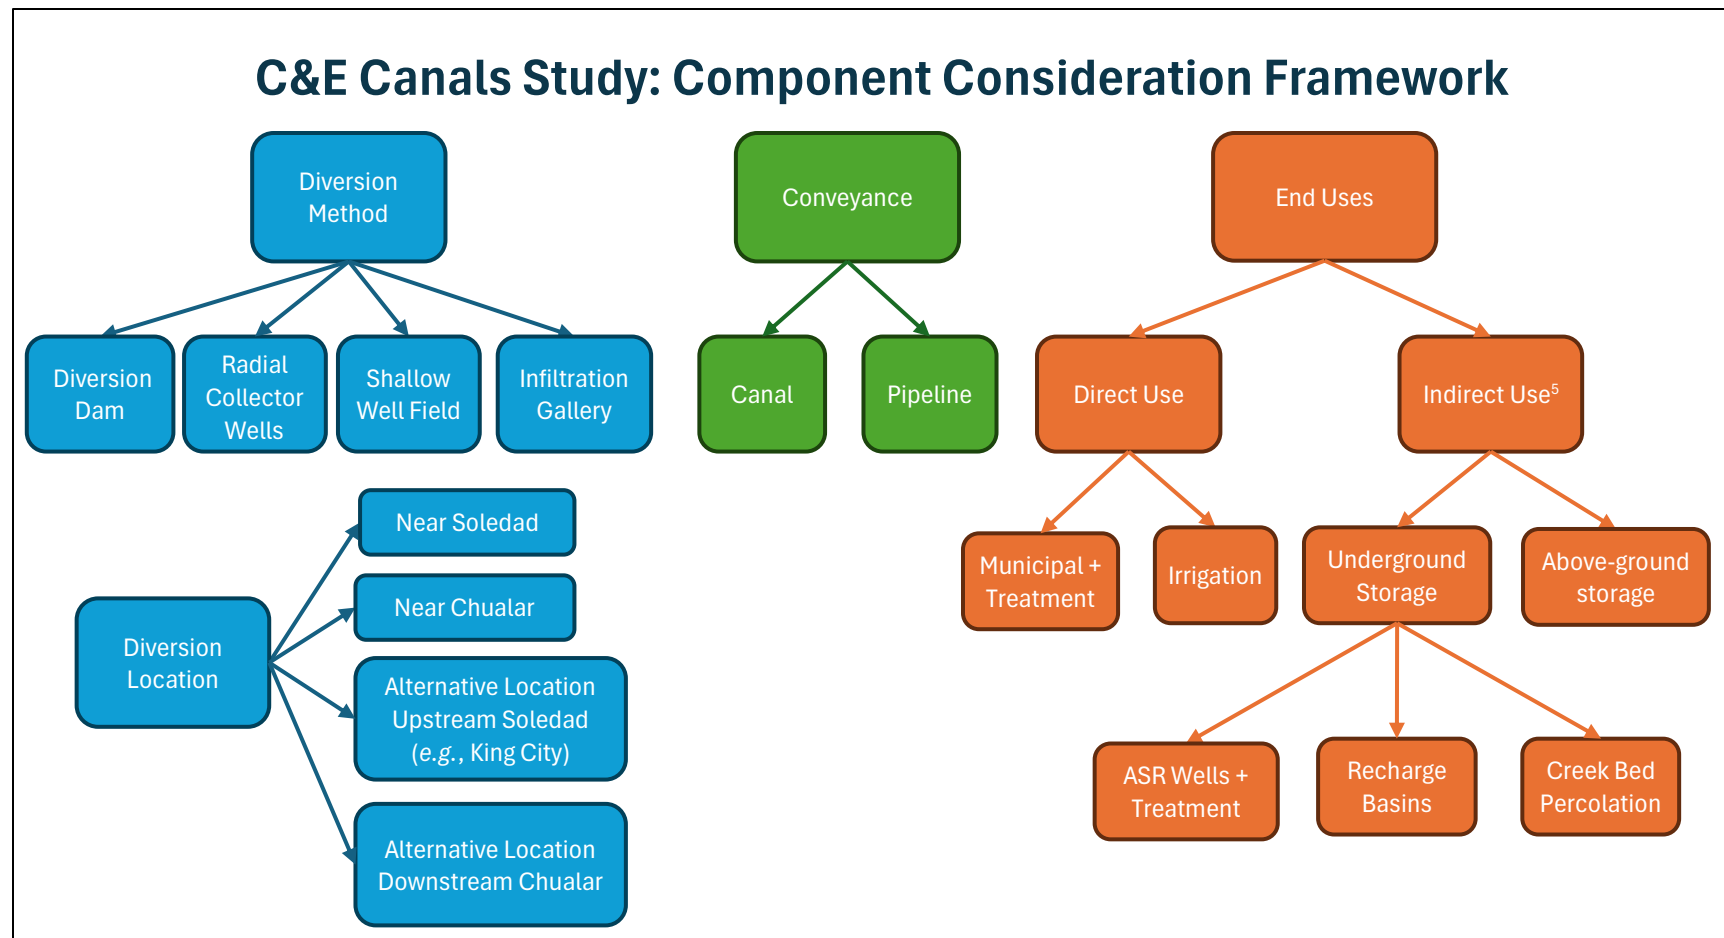 C&E Canals Study: Component Consideration Framework
Diversion
Method
Diversion
Dam
Radial
Collector
Wells
Shallow
Well Field
Infiltration
Gallery
Diversion
Location
Near Soledad
Near Chualar
Alternative Location
Upstream Soledad
(e.g., King City)
Alternative Location
Downstream Chualar
Conveyance
Canal
Pipeline
End Uses
Direct Use
Indirect Use⁵
Municipal +
Treatment
Irrigation
Underground
Storage
Above-ground
storage
ASR Wells +
Treatment
Recharge
Basins
Creek Bed
Percolation